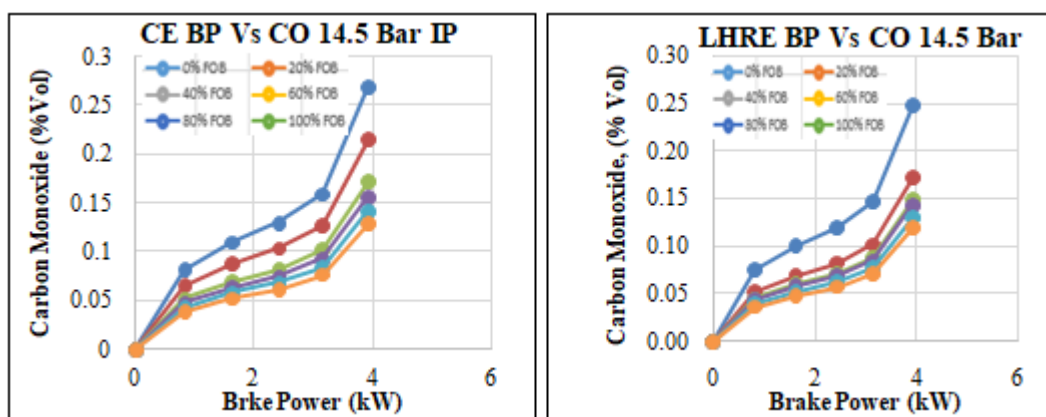 CE BP Vs CO 14.5 Bar IP
0.3
0% FOB 20% FOB
40% FOB 60% FOB
80% FOB 100% FOB
0.25
0.2
0.15
0.1
0.05
0
Carbon Monoxide (%Vol)
0 2 4 6
Brke Power (kW)
LHRE BP Vs CO 14.5 Bar
0.30
0% FOB 20% FOB
40% FOB 60% FOB
80% FOB 100% FOB
0.25
0.20
0.15
0.10
0.05
0.00
Carbon Monoxide, (% Vol)
0 2 4 6
Brake Power (kW)